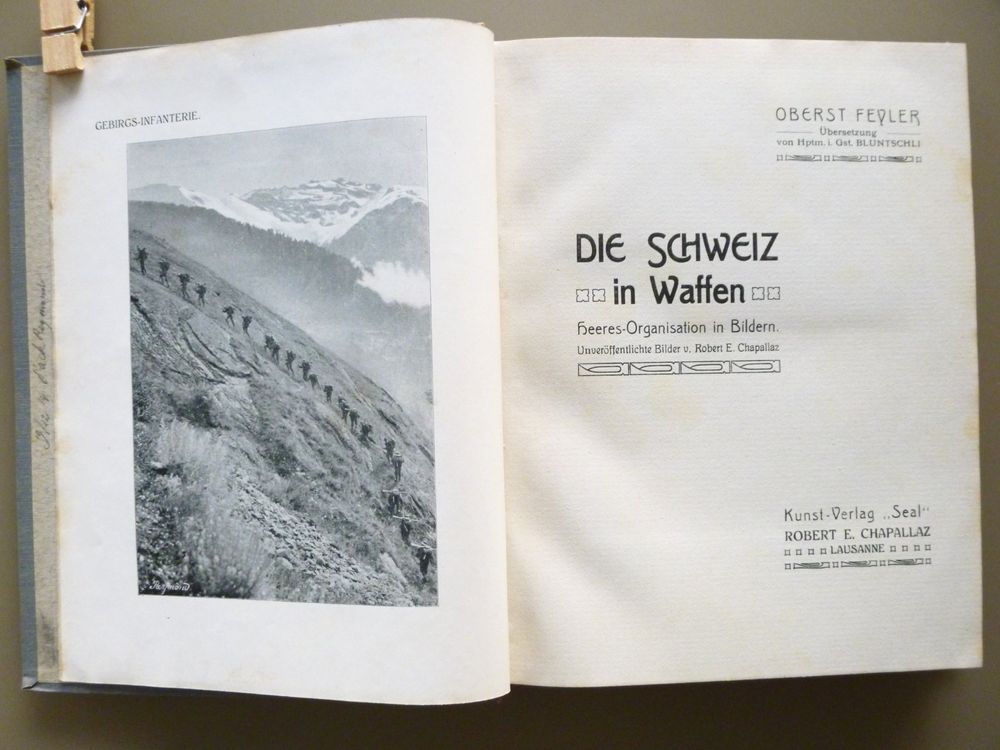 GEBIRGS-INFANTERIE.
OBERST FEYLER
Übersetzung
von Hptm. i. Gst. BLUNTSCHLI
DIE SCHWEIZ
in Waffen
Heeres-Organisation in Bildern.
Unveröffentlichte Bilder v. Robert E. Chapallaz
Kunst-Verlag „Seal"
ROBERT E. CHAPALLAZ
LAUSANNE